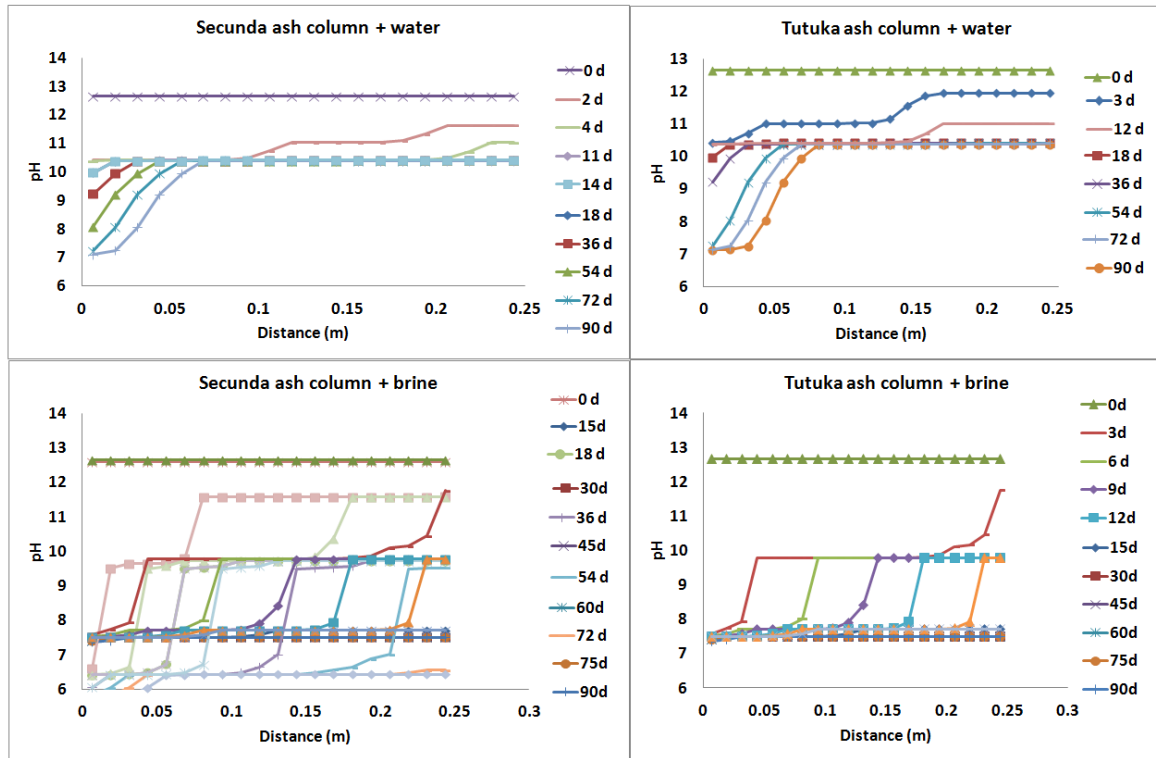 Secunda ash column + water
14
13
12
11
10
9
8
7
6
pH
0
0.05
0.1
0.15
0.2
0.25
Distance (m)
0 d
2 d
4 d
11 d
14 d
18 d
36 d
54 d
72 d
90 d
Tutuka ash column + water
13
12
11
10
9
8
7
6
pH
0
0.05
0.1
0.15
0.2
0.25
Distance (m)
0 d
3 d
12 d
18 d
36 d
54 d
72 d
90 d
Secunda ash column + brine
14
13
12
11
10
9
8
7
6
pH
0
0.05
0.1
0.15
0.2
0.25
0.3
Distance (m)
0 d
15d
18 d
30d
36 d
45d
54 d
60d
72 d
75d
90d
Tutuka ash column + brine
14
13
12
11
10
9
8
7
6
pH
0
0.05
0.1
0.15
0.2
0.25
0.3
Distance (m)
0d
3d
6 d
9d
12d
15d
30d
45d
60d
75d
90d